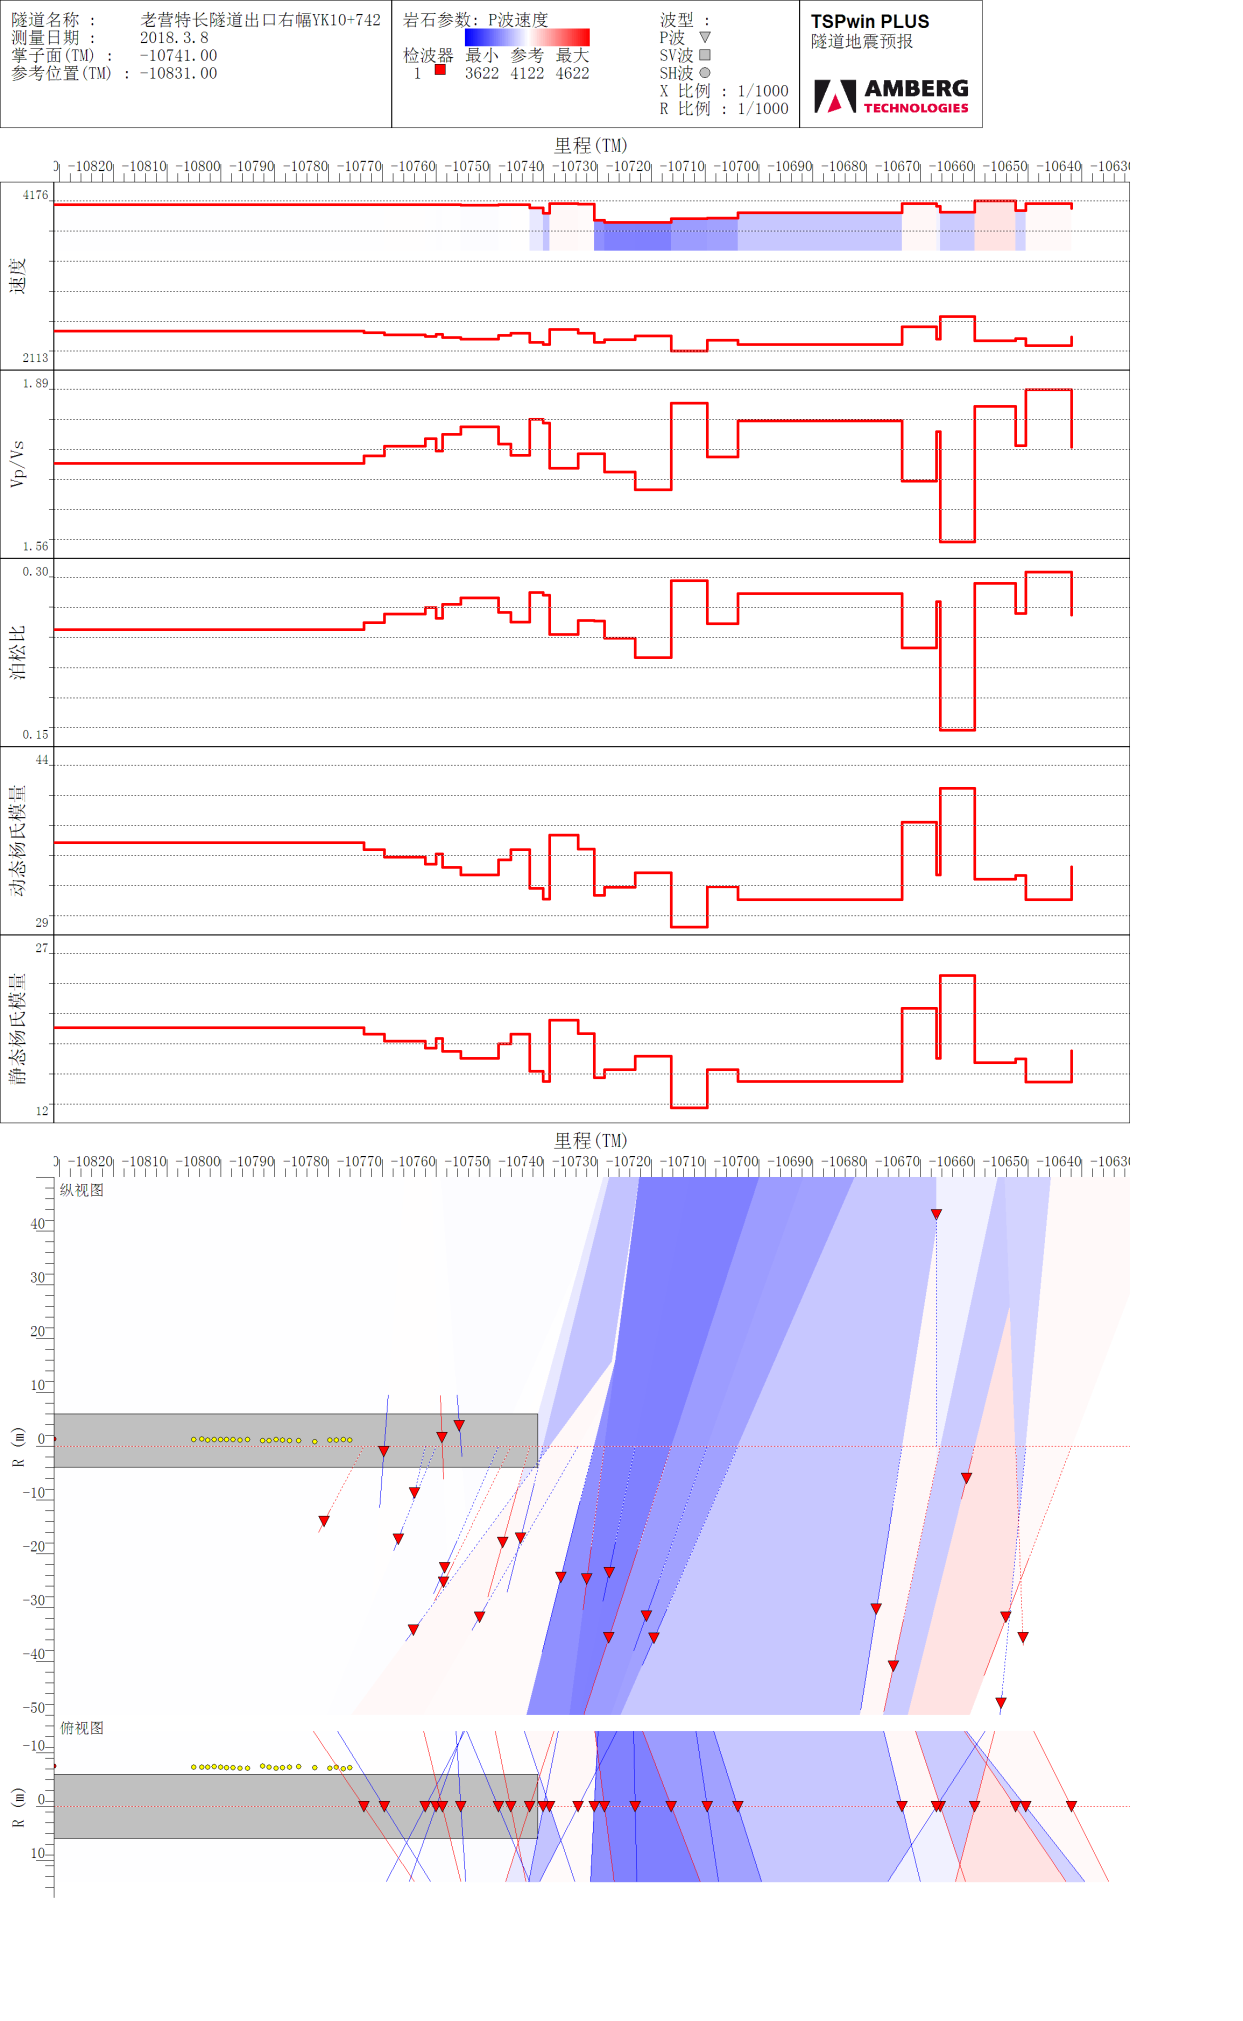 隧道名称 : 老营特长隧道出口右幅YK10+742
测量日期 : 2018.3.8
掌子面(TM) : -10741.00
参考位置(TM) : -10831.00
岩石参数: P波速度
检波器 最小 参考 最大
1 3622 4122 4622
波型 :
P波
SV波
SH波
X 比例 : 1/1000
R 比例 : 1/1000
TSPwin PLUS
隧道地震预报
AMBERG
TECHNOLOGIES
里程(TM)
-10820 -10810 -10800 -10790 -10780 -10770 -10760 -10750 -10740 -10730 -10720 -10710 -10700 -10690 -10680 -10670 -10660 -10650 -10640 -10630
4176
速度
2113
1.89
Vp/Vs
1.56
0.30
泊松比
0.15
44
动态杨氏模量
29
27
静态杨氏模量
12
里程(TM)
-10820 -10810 -10800 -10790 -10780 -10770 -10760 -10750 -10740 -10730 -10720 -10710 -10700 -10690 -10680 -10670 -10660 -10650 -10640 -10630
纵视图
40
30
20
10
0
R (m)
-10
-20
-30
-40
-50
俯视图
-10
0
R (m)
10